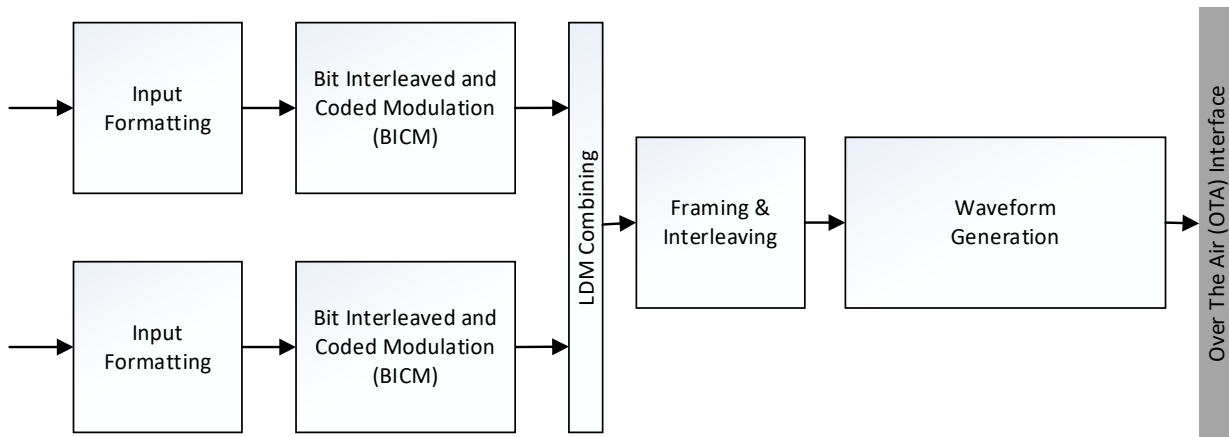 Input
Formatting
Bit Interleaved and
Coded Modulation
(BICM)
Input
Formatting
Bit Interleaved and
Coded Modulation
(BICM)
LDM Combining
Framing &
Interleaving
Waveform
Generation
Over The Air (OTA) Interface